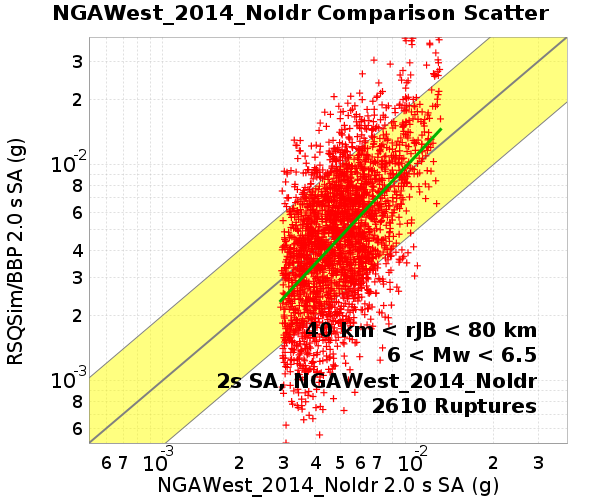 NGAWest_2014_NoIdr Comparison Scatter
RSQSim/BBP 2.0 s SA (g)
3
2
10-2
8
6
4
3
2
10-3
8
6
40 km < rJB < 80 km
6 < Mw < 6.5
2s SA, NGAWest_2014_NoIdr
2610 Ruptures
6 7 10-3 2 3 4 5 6 7 10-2 2 3
NGAWest_2014_NoIdr 2.0 s SA (g)